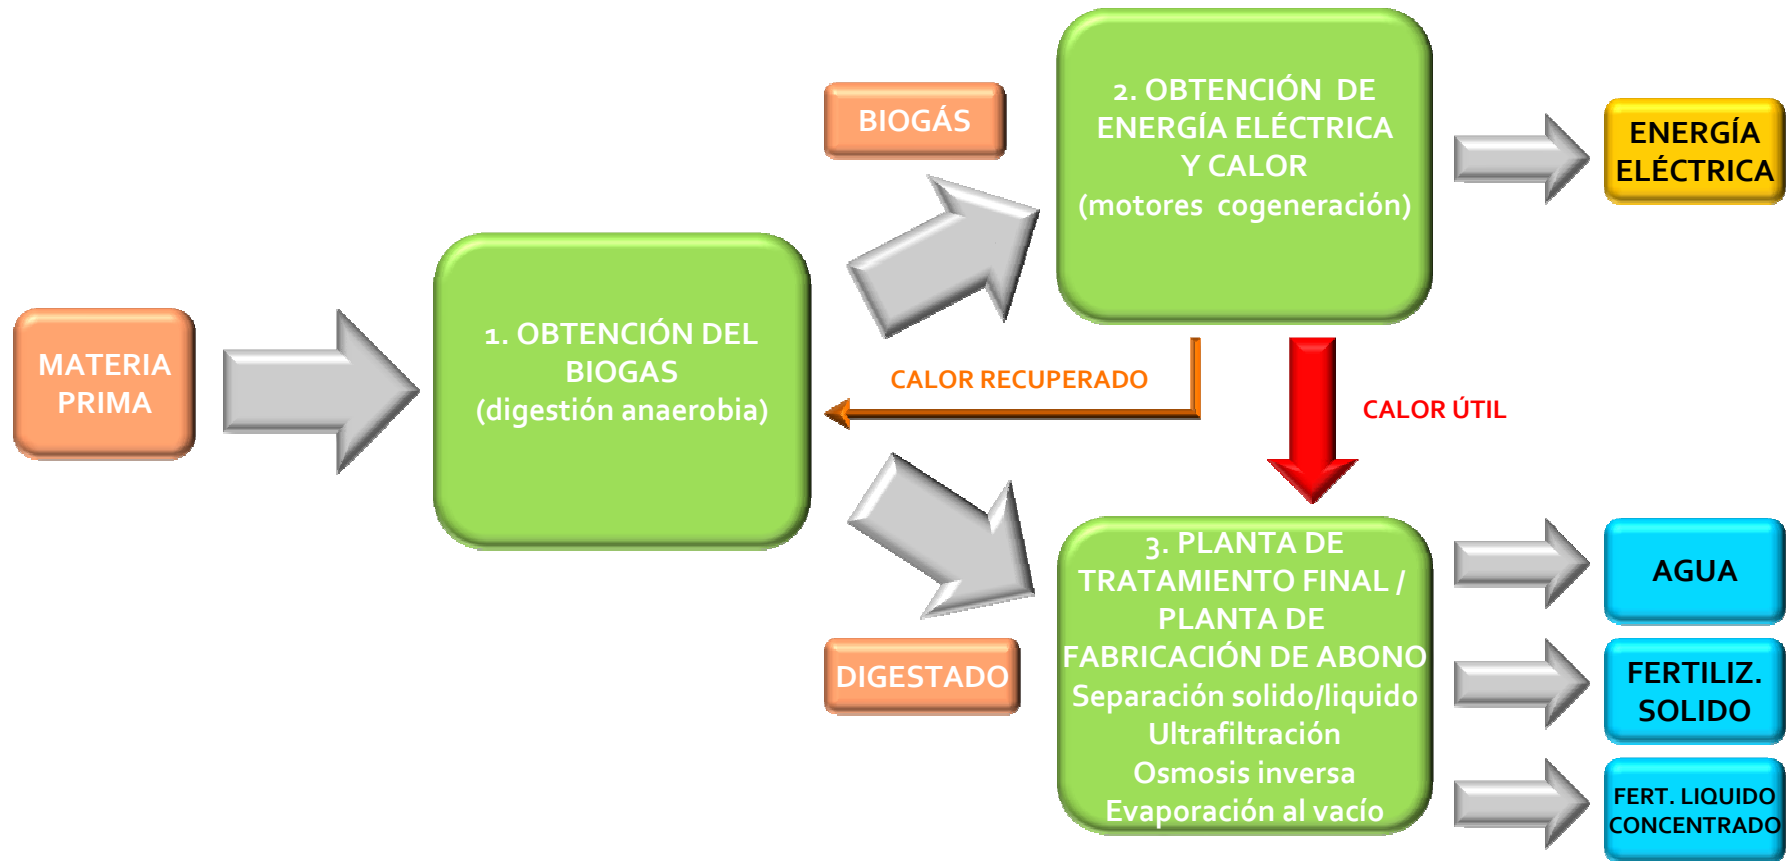 MATERIA
PRIMA
1. OBTENCIÓN DEL
BIOGAS
(digestión anaerobia)
BIOGÁS
2. OBTENCIÓN DE
ENERGÍA ELÉCTRICA
Y CALOR
(motores cogeneración)
ENERGÍA
ELÉCTRICA
CALOR RECUPERADO
CALOR ÚTIL
DIGESTADO
3. PLANTA DE
TRATAMIENTO FINAL /
PLANTA DE
FABRICACIÓN DE ABONO
Separación solido/liquido
Ultrafiltración
Osmosis inversa
Evaporación al vacío
AGUA
FERTILIZ.
SOLIDO
FERT. LIQUIDO
CONCENTRADO